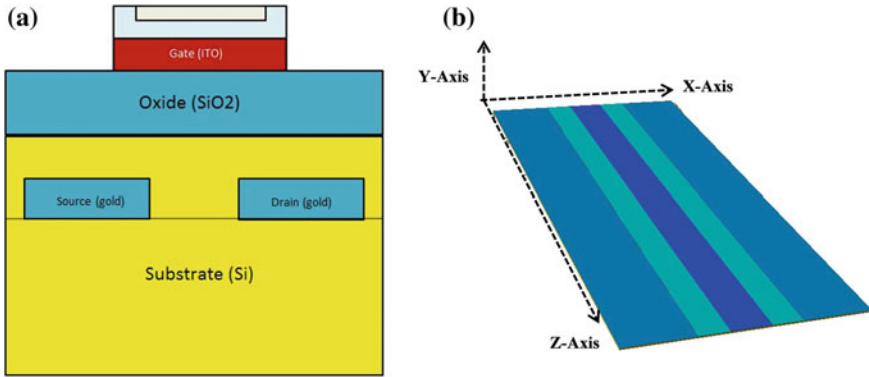 (a)
Gate (ITO)
Oxide (SiO2)
Source (gold)
Drain (gold)
Substrate (Si)
(b)
Y-Axis
X-Axis
Z-Axis